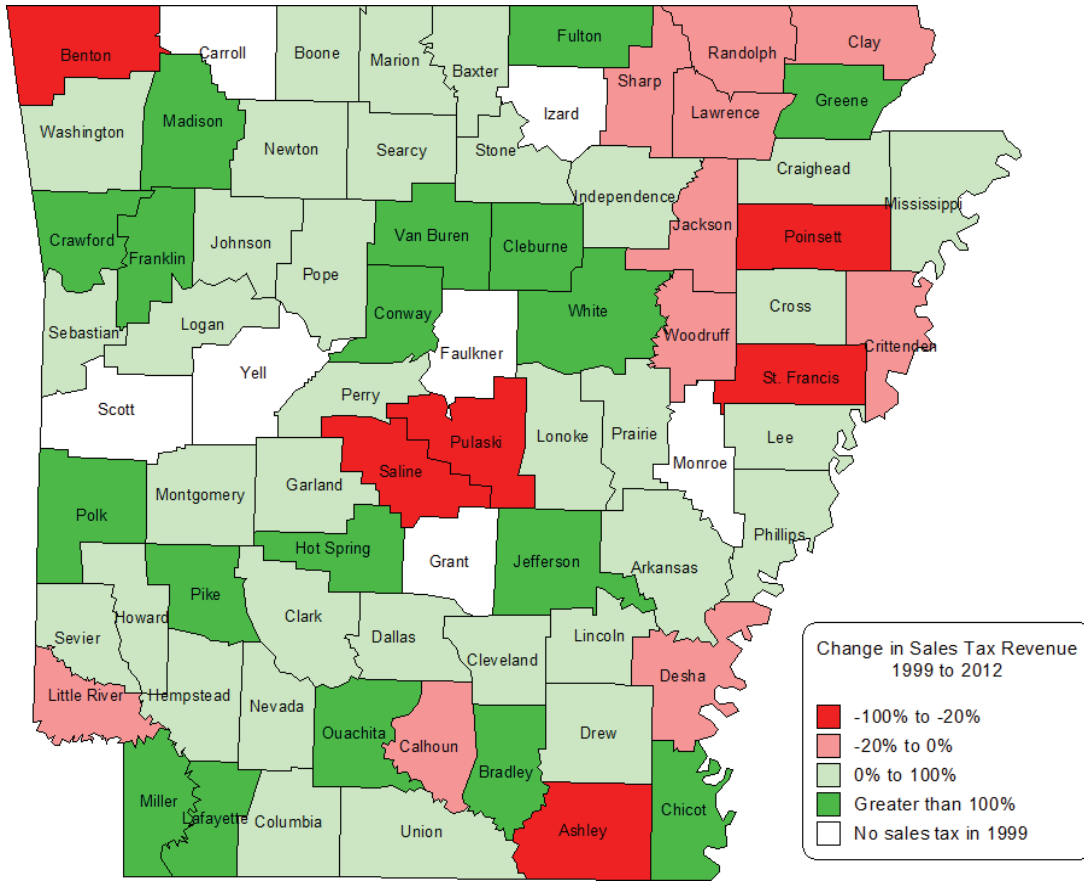 Benton
Carroll
Boone
Marion
Baxter
Fulton
Randolph
Clay
Sharp
Izard
Greene
Lawrence
Washington
Madison
Newton
Searcy
Stone
Craighead
Independence
Mississippi
Jackson
Crawford
Franklin
Johnson
Van Buren
Cleburne
Poinsett
Pope
Conway
White
Cross
Sebastian
Logan
Faulkner
Woodruff
Crittenden
Yell
St. Francis
Scott
Perry
Lonoke
Prairie
Lee
Pulaski
Saline
Monroe
Montgomery
Garland
Polk
Phillips
Hot Spring
Grant
Jefferson
Arkansas
Pike
Howard
Clark
Sevier
Dallas
Lincoln
Cleveland
Desha
Little River
Hempstead
Nevada
Ouachita
Calhoun
Drew
Bradley
Miller
Lafayette
Columbia
Union
Ashley
Chicot
Change in Sales Tax Revenue
1999 to 2012
-100% to -20%
-20% to 0%
0% to 100%
Greater than 100%
No sales tax in 1999